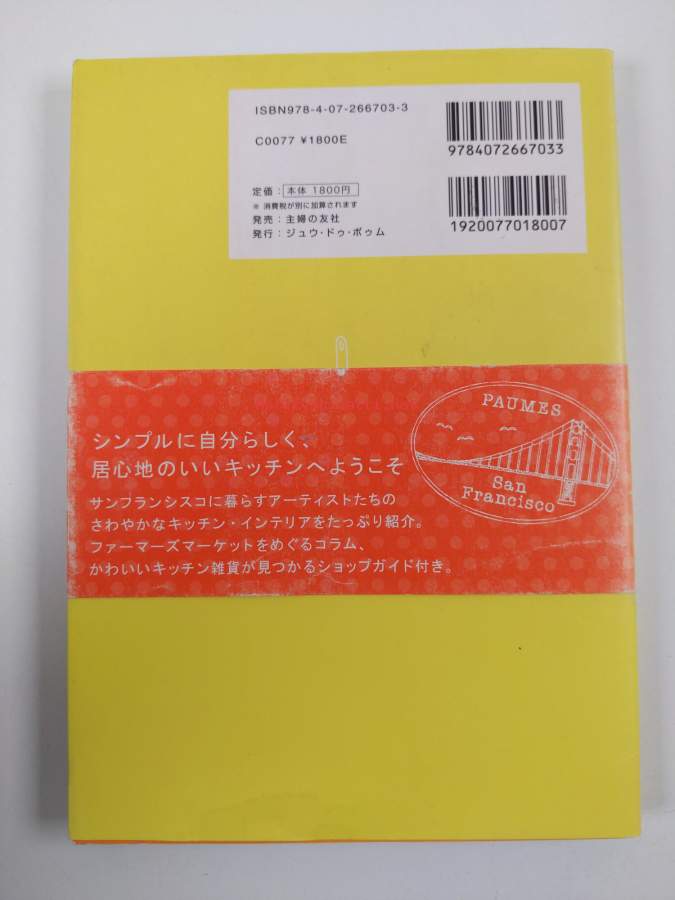 ISBN978-4-07-266703-3
C0077 ¥1800E
9784072667033
定価：本体 1800円
※ 消費税が別に加算されます
発売：主婦の友社
発行：ジュウ・ドゥ・ポゥム
1920077018007
シンプルに自分らしく、
居心地のいいキッチンへようこそ
サンフランシスコに暮らすアーティストたちの
さわやかなキッチン・インテリアをたっぷり紹介。
ファーマーズマーケットをめぐるコラム、
かわいいキッチン雑貨が見つかるショップガイド付き。
PAUMES
San
Francisco